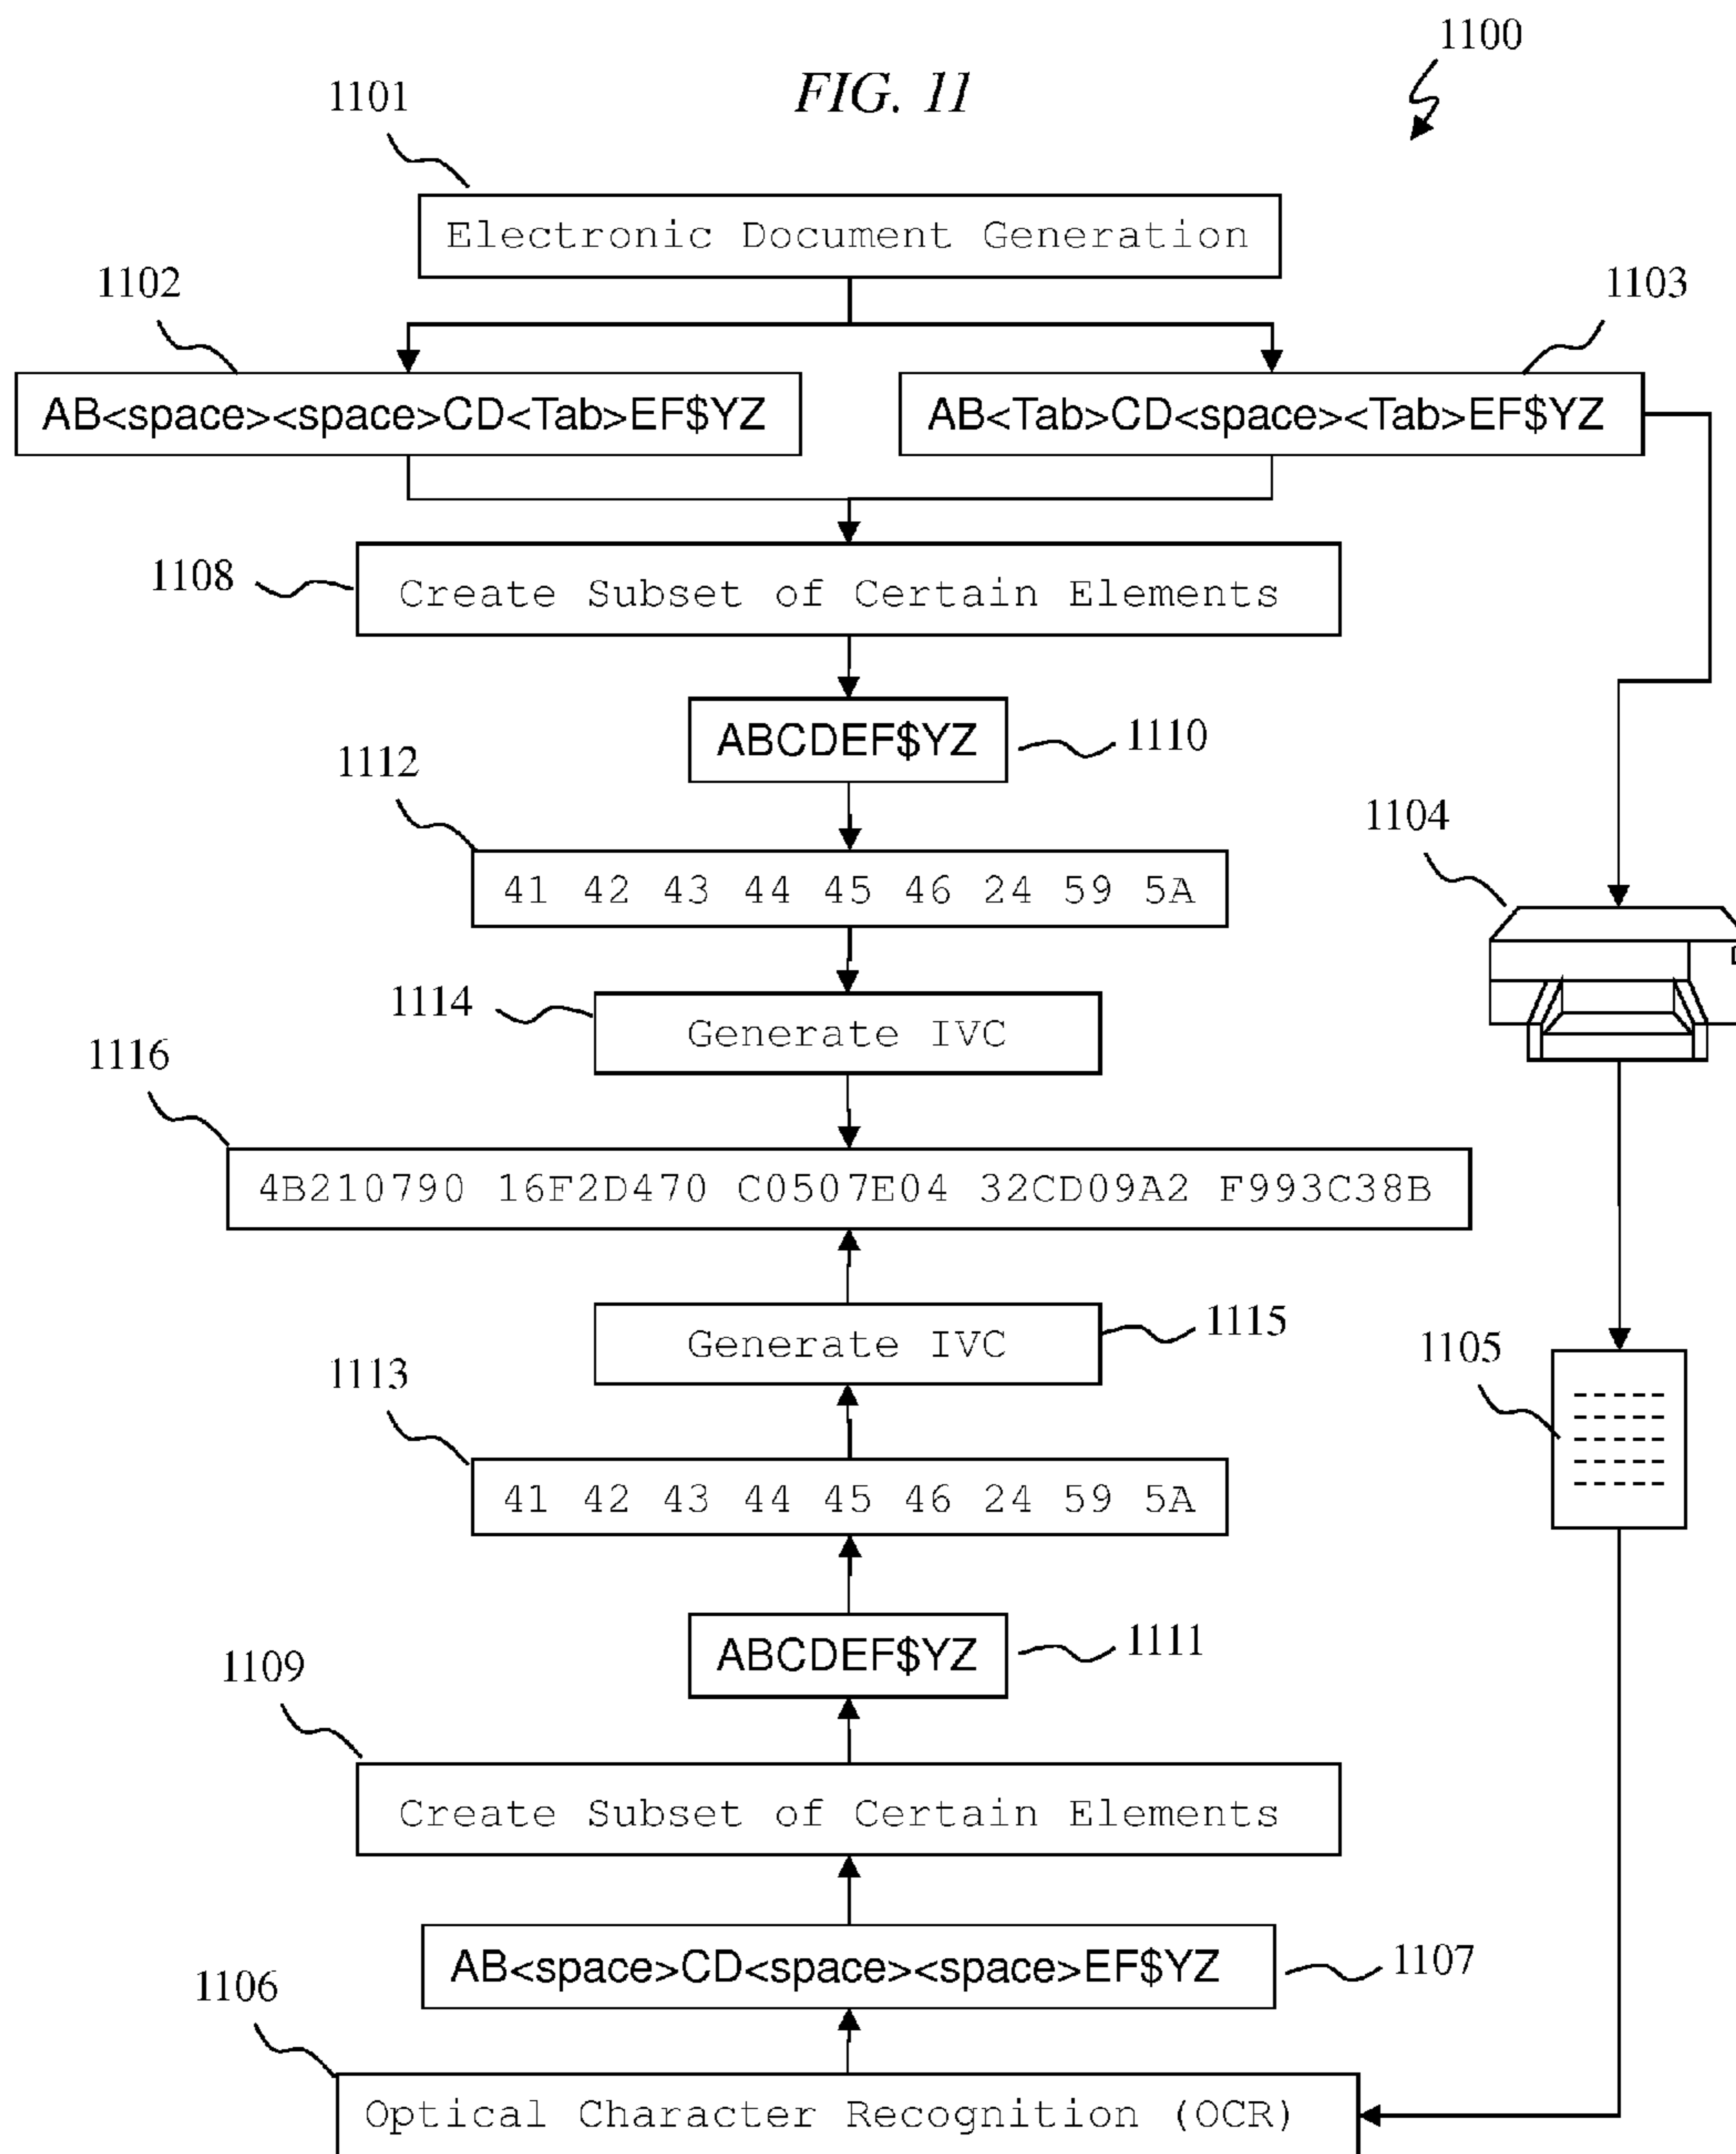 1100
FIG. 11
1101
Electronic Document Generation
1102
1103
AB<space><space>CD<Tab>EF$YZ
AB<Tab>CD<space><Tab>EF$YZ
1108
Create Subset of Certain Elements
ABCDEF$YZ
1110
1112
41 42 43 44 45 46 24 59 5A
1104
1114
Generate IVC
1116
4B210790 16F2D470 C0507E04 32CD09A2 F993C38B
Generate IVC
1115
1105
1113
41 42 43 44 45 46 24 59 5A
ABCDEF$YZ
1111
1109
Create Subset of Certain Elements
AB<space>CD<space><space>EF$YZ
1107
1106
Optical Character Recognition (OCR)